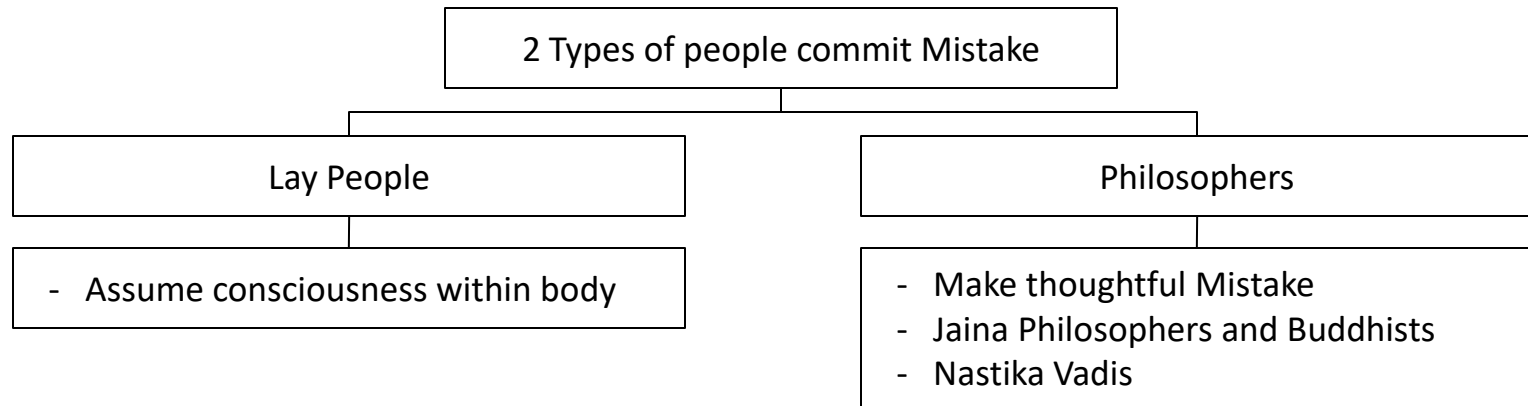 2 Types of people commit Mistake
Lay People
- Assume consciousness within body
Philosophers
- Make thoughtful Mistake
- Jaina Philosophers and Buddhists
- Nastika Vadis